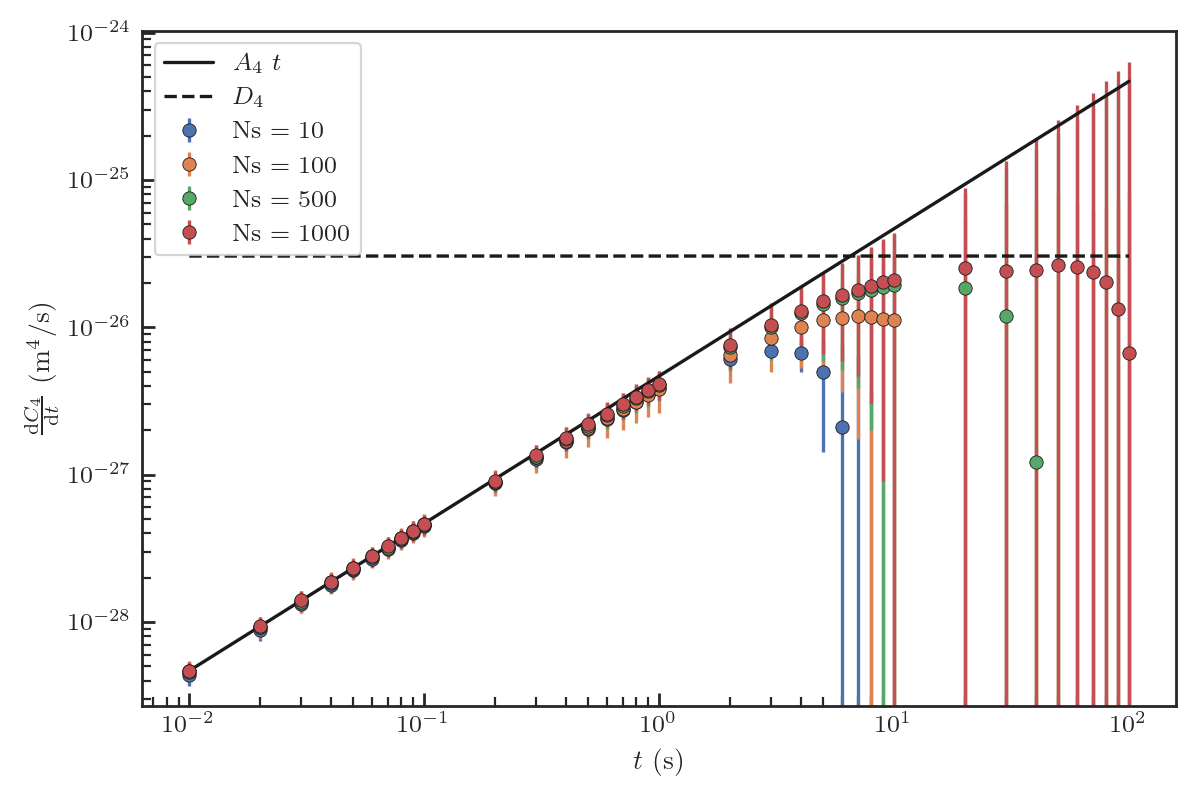 10⁻²⁴
10⁻²⁵
10⁻²⁶
10⁻²⁷
10⁻²⁸
dC₄/dt (m⁴/s)
A₄ t
D₄
Ns = 10
Ns = 100
Ns = 500
Ns = 1000
10⁻² 10⁻¹ 10⁰ 10¹ 10²
t (s)